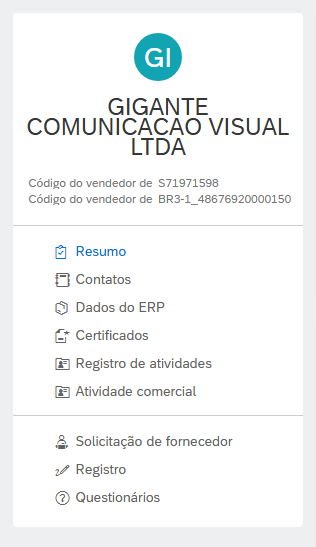 GI
GIGANTE
COMUNICACAO VISUAL
LTDA
Código do vendedor de S71971598
Código do vendedor de BR3-1_48676920000150
Resumo
Contatos
Dados do ERP
Certificados
Registro de atividades
Atividade comercial
Solicitação de fornecedor
Registro
Questionários